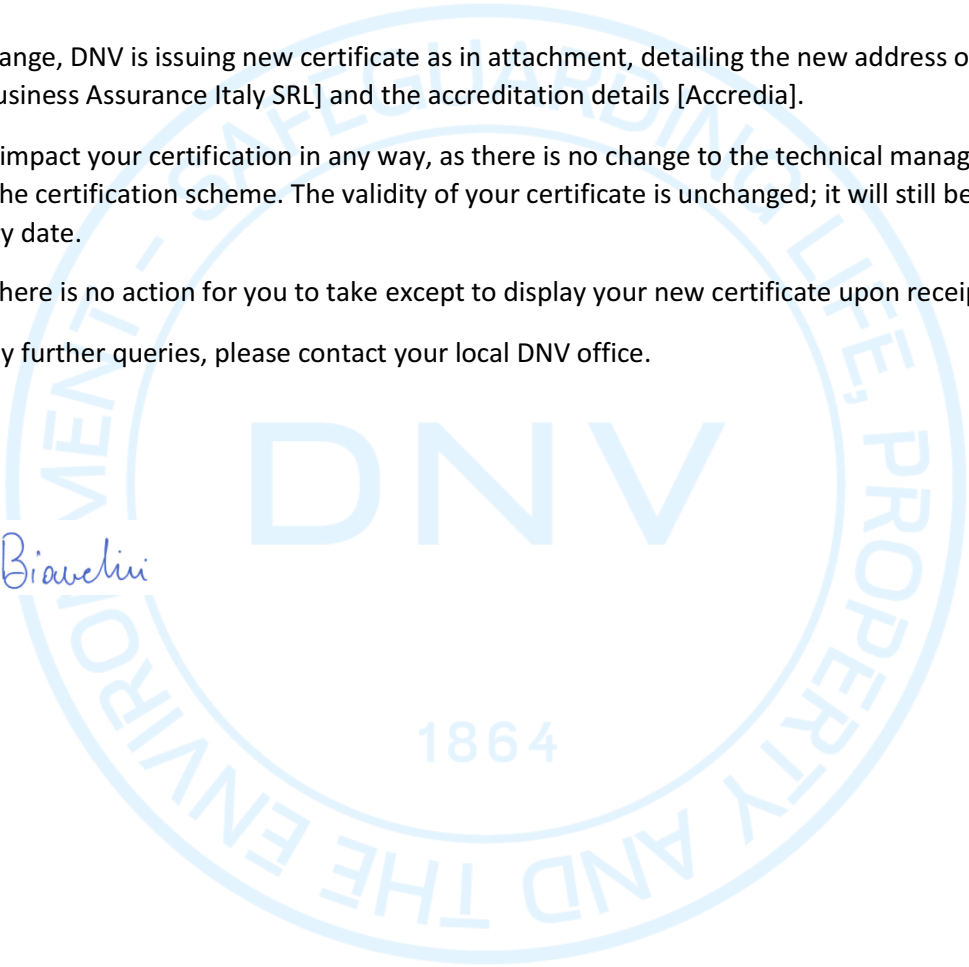 ange, DNV is issuing new certificate as in attachment, detailing the new address o
usiness Assurance Italy SRL] and the accreditation details [Accredia].
impact your certification in any way, as there is no change to the technical manag
he certification scheme. The validity of your certificate is unchanged; it will still be
y date.
here is no action for you to take except to display your new certificate upon receip
y further queries, please contact your local DNV office.
SAFEGUARDING LIFE, PROPERTY AND THE ENVIRONMENT –
DNV
1864